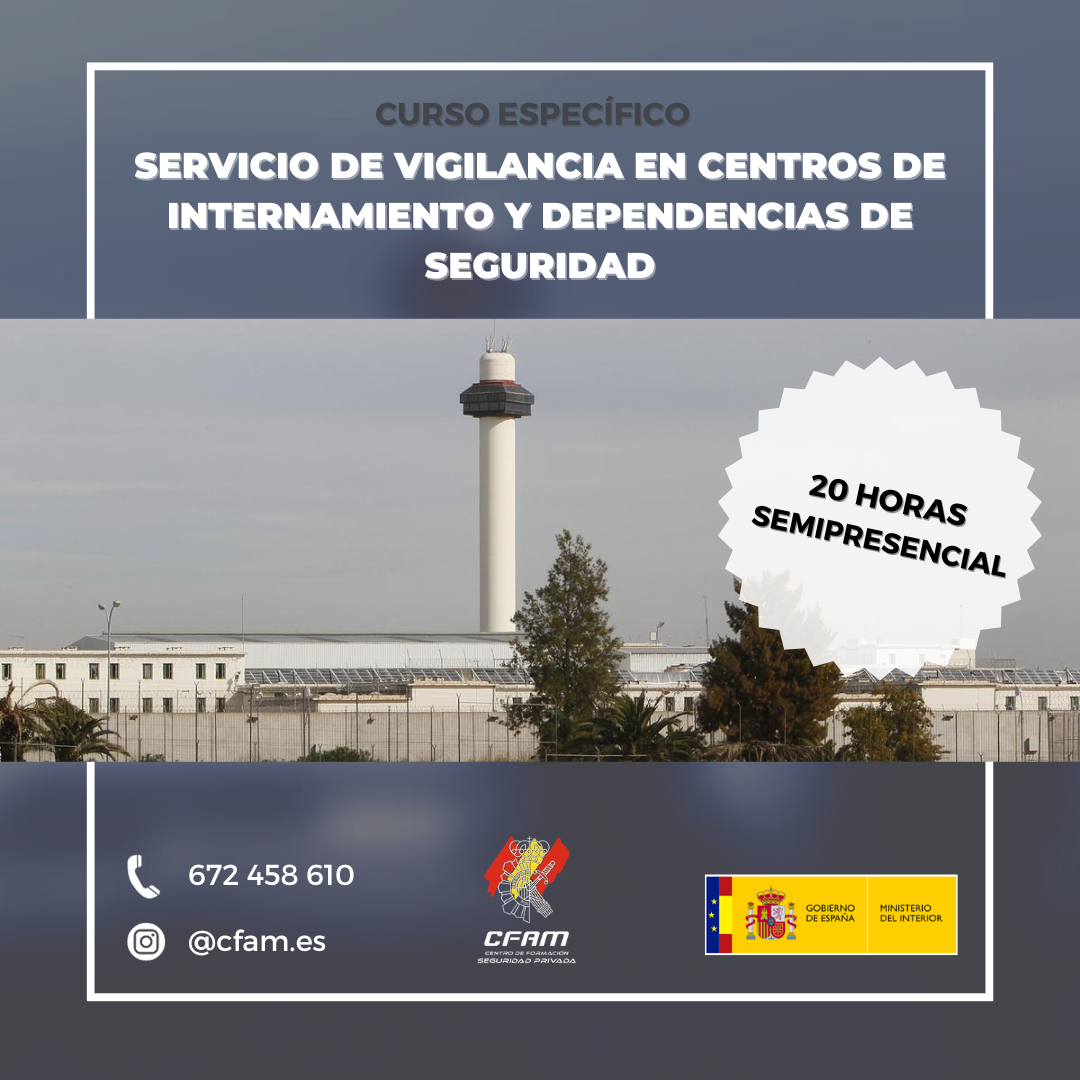 CURSO ESPECÍFICO
SERVICIO DE VIGILANCIA EN CENTROS DE
INTERNAMIENTO Y DEPENDENCIAS DE
SEGURIDAD
20 HORAS
SEMIPRESENCIAL
672 458 610
@cfam.es
CFAM
CENTRO DE FORMACIÓN
SEGURIDAD PRIVADA
GOBIERNO
DE ESPAÑA
MINISTERIO
DEL INTERIOR